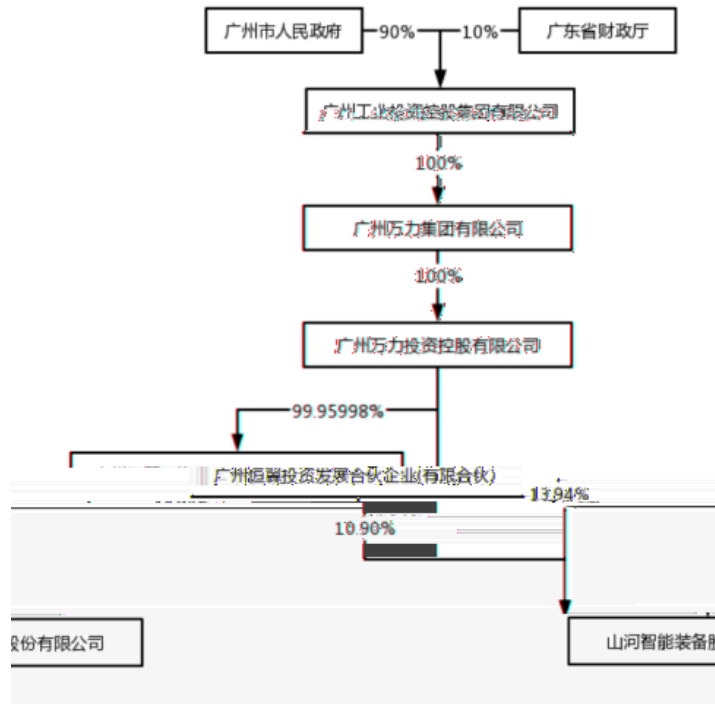 广州市人民政府
90%
10%
广东省财政厅
广州工业投资控股集团有限公司
100%
广州万力集团有限公司
100%
广州万力投资控股有限公司
99.95998%
广州恒翼投资发展合伙企业(有限合伙)
13.94%
10.90%
份有限公司
山河智能装备